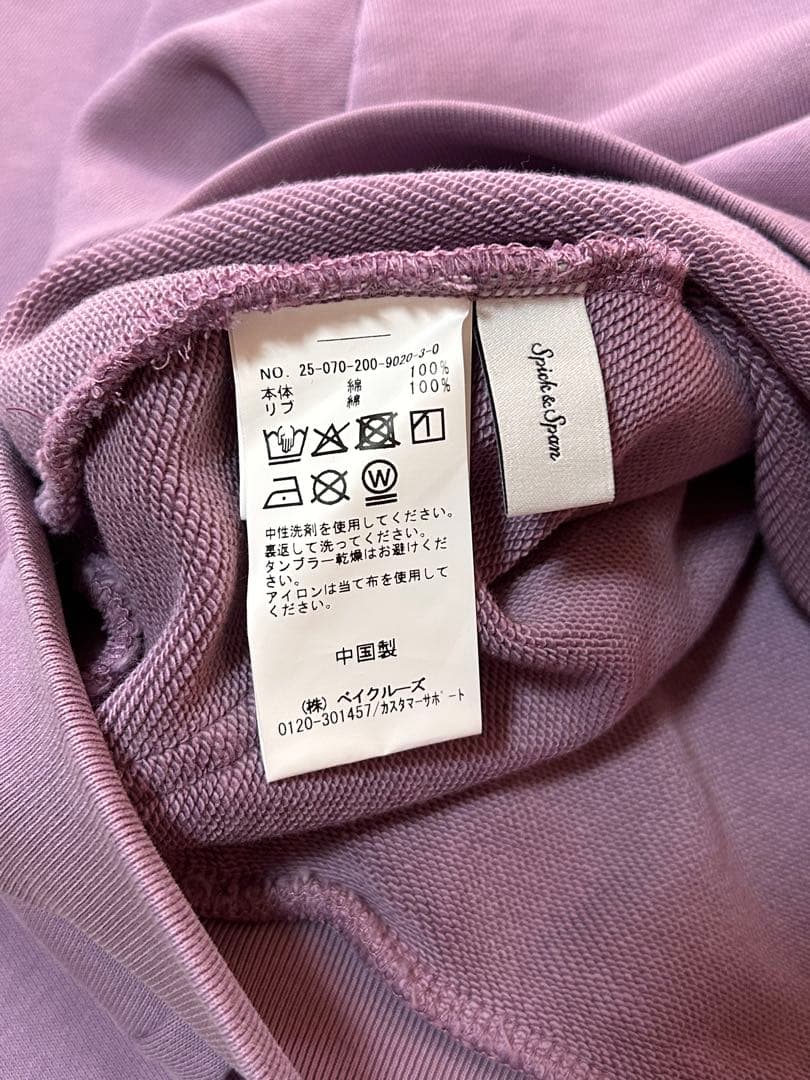 NO. 25-070-200-9020-3-0
本体 綿 100%
リブ 綿 100%
W
中性洗剤を使用してください。
裏返して洗ってください。
タンブラー乾燥はお避けくだ
さい。
アイロンは当て布を使用して
ください。
中国製
(株) ベイクルーズ
0120-301457/カスタマーサポート
Spick & Span